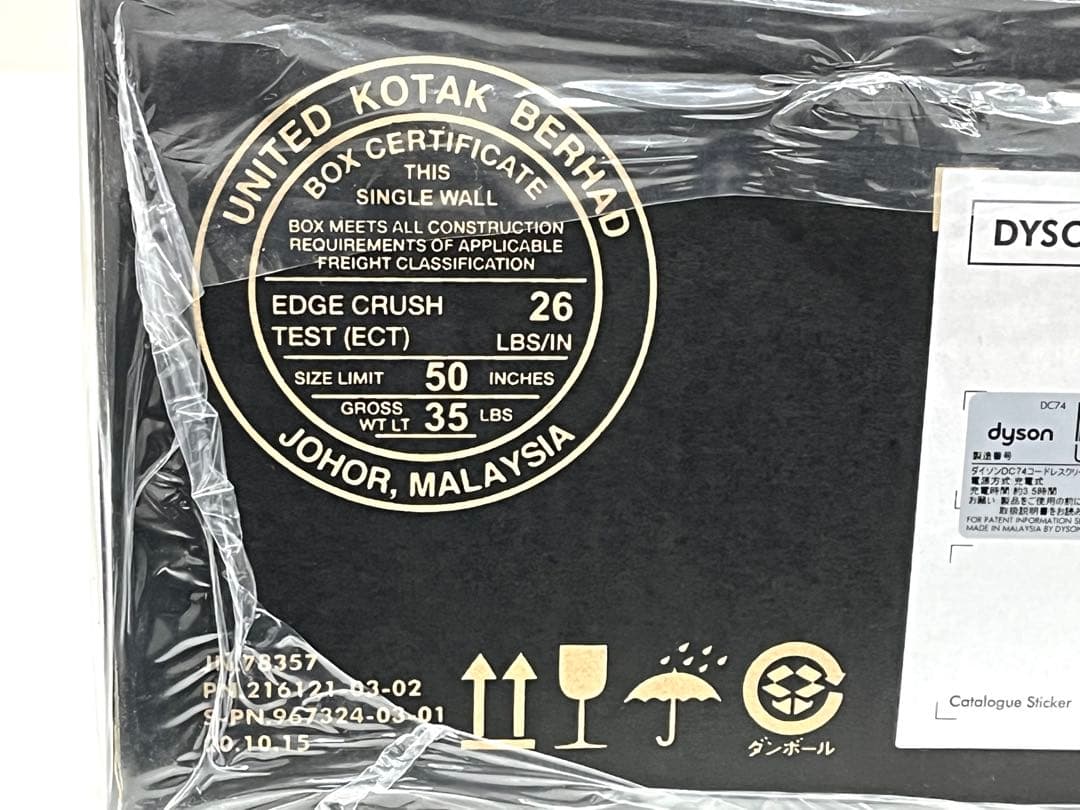 UNITED KOTAK BERHAD
BOX CERTIFICATE
THIS
SINGLE WALL
BOX MEETS ALL CONSTRUCTION
REQUIREMENTS OF APPLICABLE
FREIGHT CLASSIFICATION
EDGE CRUSH 26
TEST (ECT) LBS/IN
SIZE LIMIT 50 INCHES
GROSS
WT LT 35 LBS
JOHOR, MALAYSIA
JN.78357
PN.216121-03-02
S-PN.967324-03-01
20.10.15
ダンボール
DYSO
DC74
dyson
製造番号
ダイソンDC74コードレスクリ
電源方式 充電式
充電時間 約3.5時間
お願い 製品をご使用の前に
取扱説明書をお読み
FOR PATENT INFORMATION
MADE IN MALAYSIA BY DYSON
Catalogue Sticker